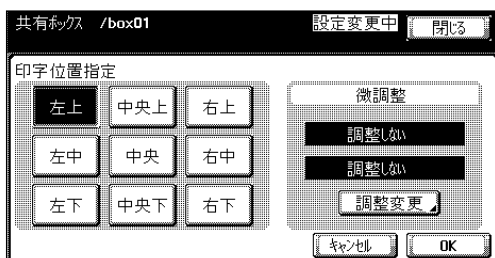 共有ボックス /box01 設定変更中 閉じる
印字位置指定
微調整
左上 中央上 右上
調整しない
左中 中央 右中
調整しない
左下 中央下 右下
調整変更
キャンセル OK